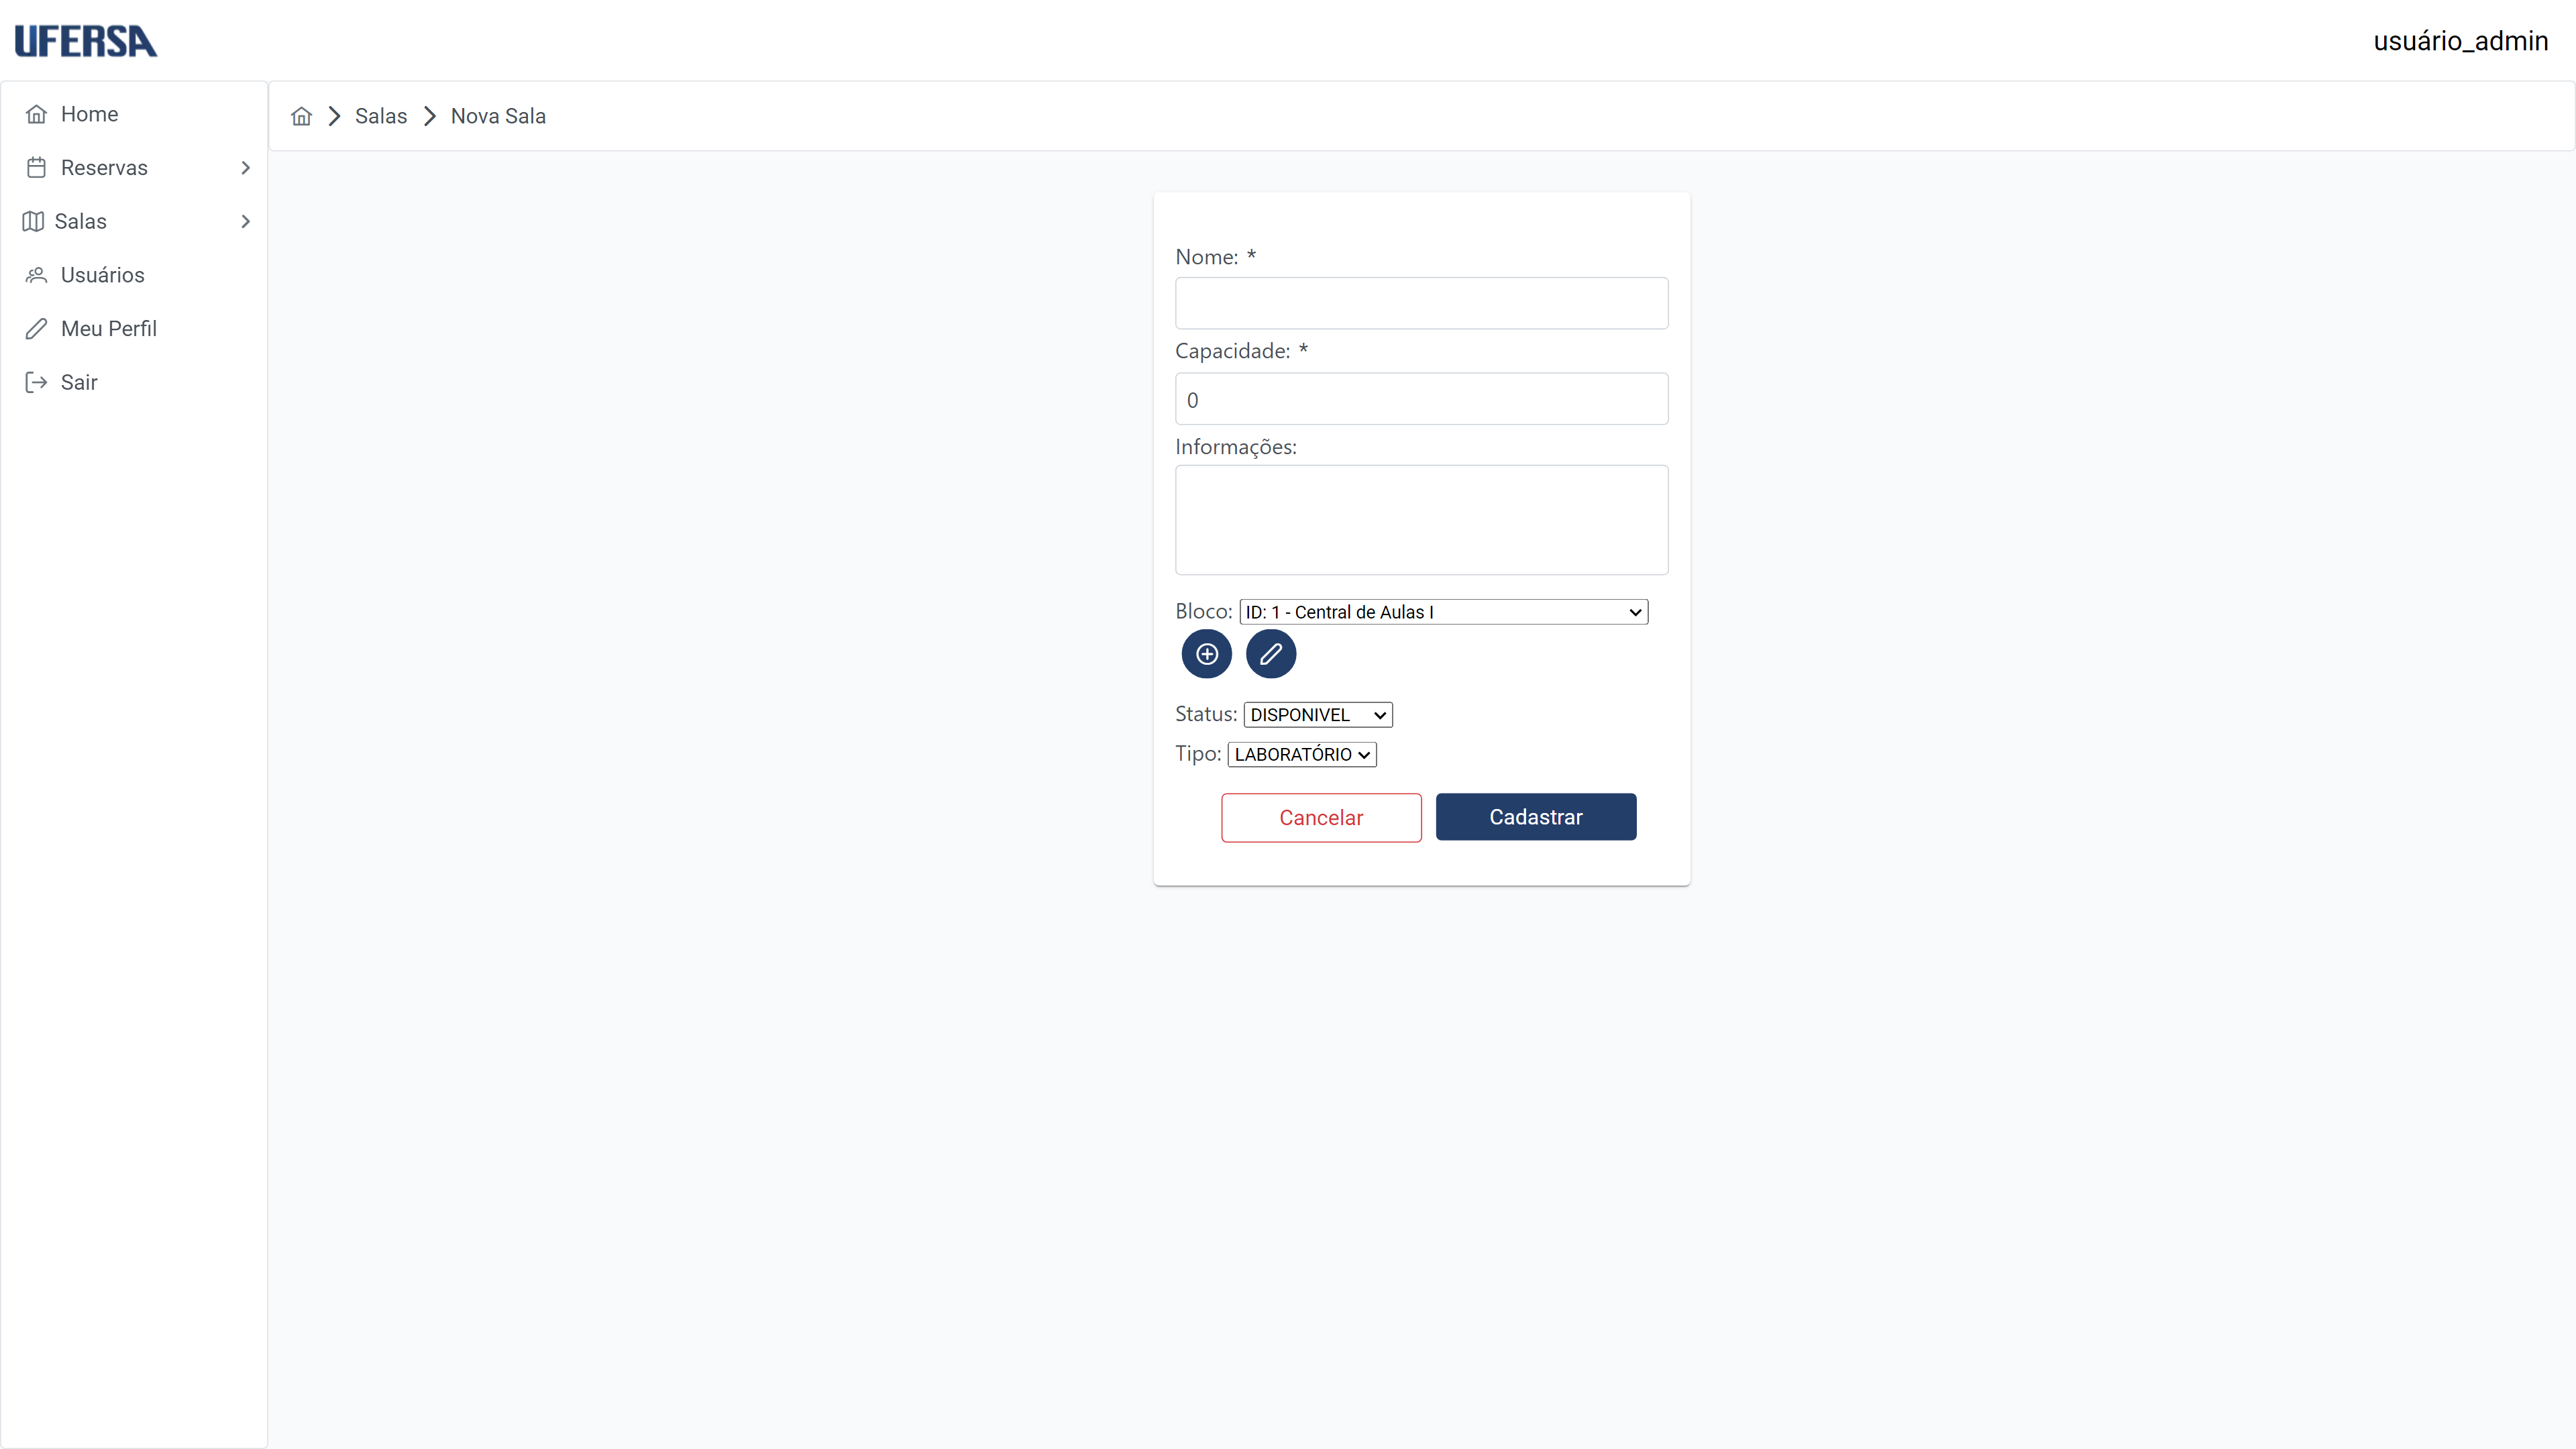 UFERSA
usuário_admin
Home
Reservas
Salas
Usuários
Meu Perfil
Sair
Salas
Nova Sala
Nome: *
Capacidade: *
0
Informações:
Bloco: ID: 1 - Central de Aulas I
Status: DISPONIVEL
Tipo: LABORATÓRIO
Cancelar
Cadastrar